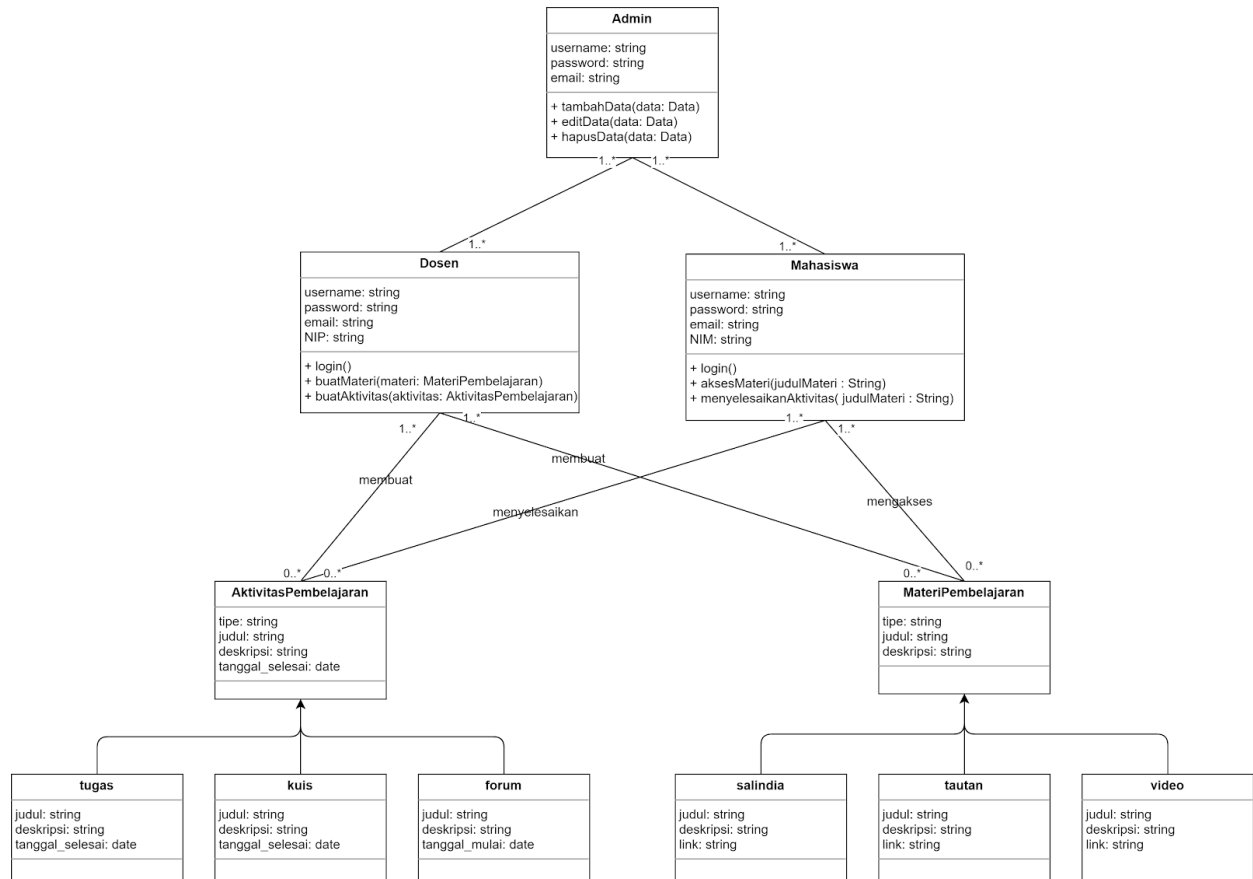 Admin
username: string
password: string
email: string
+ tambahData(data: Data)
+ editData(data: Data)
+ hapusData(data: Data)
1..*
1..*
1..*
1..*
Dosen
username: string
password: string
email: string
NIP: string
+ login()
+ buatMateri(materi: MateriPembelajaran)
+ buatAktivitas(aktivitas: AktivitasPembelajaran)
Mahasiswa
username: string
password: string
email: string
NIM: string
+ login()
+ aksesMateri(judulMateri : String)
+ menyelesaikanAktivitas( judulMateri : String)
1..*
1..*
1..*
1..*
membuat
membuat
menyelesaikan
mengakses
0..*
0..*
0..*
0..*
AktivitasPembelajaran
tipe: string
judul: string
deskripsi: string
tanggal_selesai: date
MateriPembelajaran
tipe: string
judul: string
deskripsi: string
tugas
judul: string
deskripsi: string
tanggal_selesai: date
kuis
judul: string
deskripsi: string
tanggal_selesai: date
forum
judul: string
deskripsi: string
tanggal_mulai: date
salindia
judul: string
deskripsi: string
link: string
tautan
judul: string
deskripsi: string
link: string
video
judul: string
deskripsi: string
link: string